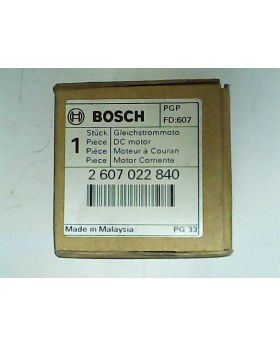 BOSCH
PGP
FD:607
1
Stück Gleichstrommoto
Piece DC motor
Pièce Moteur à Couran
Piece Motor Corriente
2 607 022 840
Made in Malaysia
PG 33